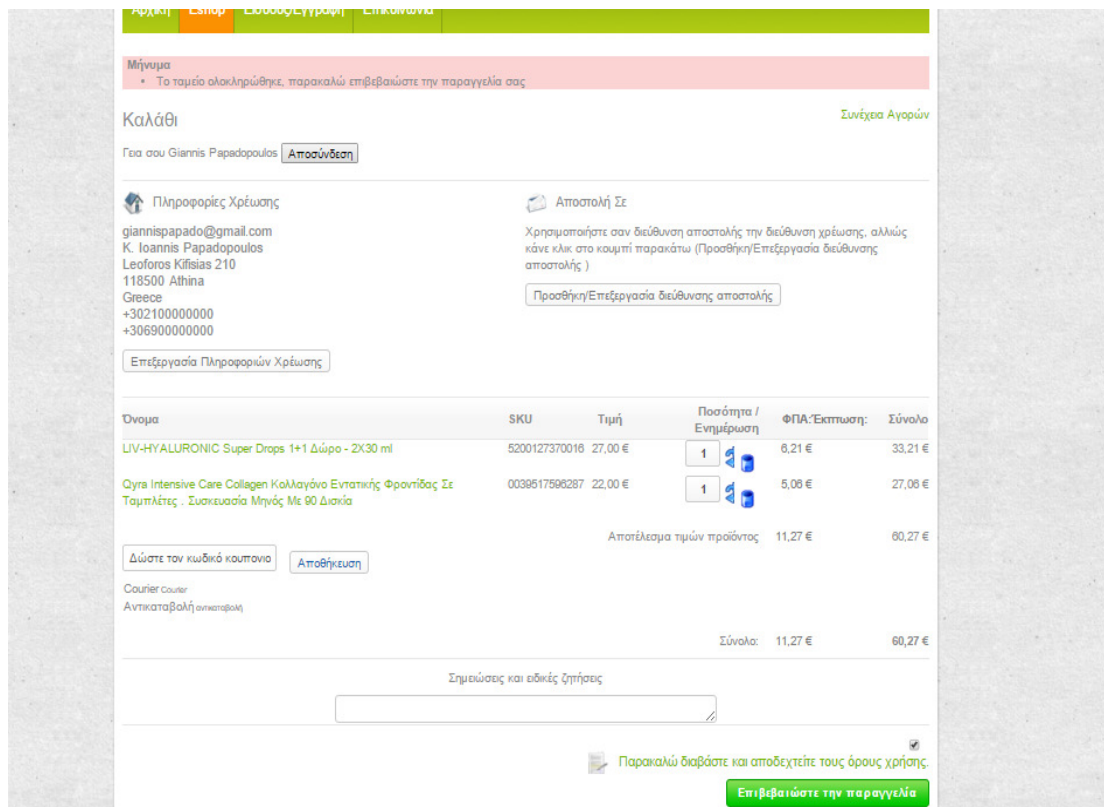 Αρχική Eshop Είσοδος/Εγγραφή Επικοινωνία
Μήνυμα
• Το ταμείο ολοκληρώθηκε, παρακαλώ επιβεβαιώστε την παραγγελία σας
Καλάθι
Συνέχεια Αγορών
Γεια σου Giannis Papadopoulos Αποσύνδεση
Πληροφορίες Χρέωσης
giannispapado@gmail.com
K. Ioannis Papadopoulos
Leoforos Kifisias 210
118500 Athina
Greece
+302100000000
+306900000000
Επεξεργασία Πληροφοριών Χρέωσης
Αποστολή Σε
Χρησιμοποιήστε σαν διεύθυνση αποστολής την διεύθυνση χρέωσης, αλλιώς
κάνε κλικ στο κουμπί παρακάτω (Προσθήκη/Επεξεργασία διεύθυνσης
αποστολής )
Προσθήκη/Επεξεργασία διεύθυνσης αποστολής
Όνομα SKU Τιμή Ποσότητα / ΦΠΑ:Έκπτωση: Σύνολο
Ενημέρωση
LIV-HYALURONIC Super Drops 1+1 Δώρο - 2X30 ml 5200127370016 27,00 € 1 6,21 € 33,21 €
Qyra Intensive Care Collagen Κολλαγόνο Εντατικής Φροντίδας Σε 0039517596287 22,00 € 1 5,06 € 27,06 €
Ταμπλέτες . Συσκευασία Μηνός Με 90 Δισκία
Αποτέλεσμα τιμών προϊόντος 11,27 € 60,27 €
Δώστε τον κωδικό κουπονιο Αποθήκευση
Courier Courier
Αντικαταβολή αντικαταβολή
Σύνολο: 11,27 € 60,27 €
Σημειώσεις και ειδικές ζητήσεις
Παρακαλώ διαβάστε και αποδεχτείτε τους όρους χρήσης.
Επιβεβαιώστε την παραγγελία